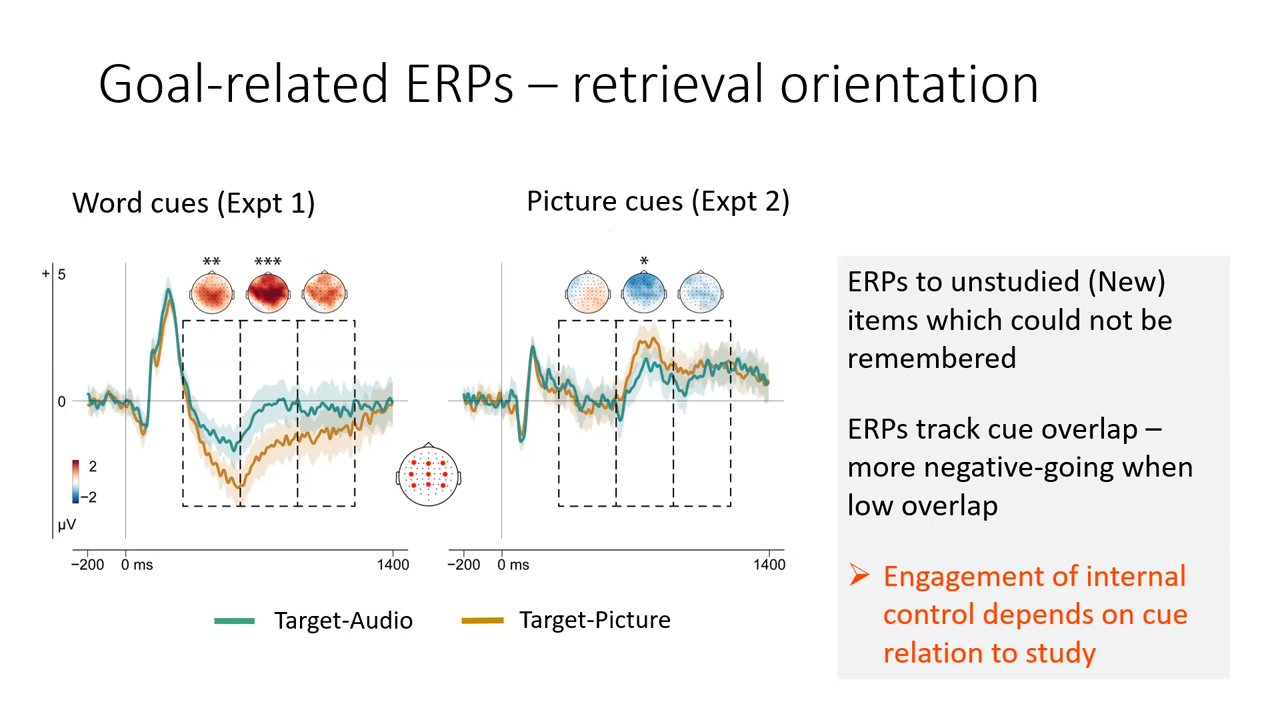 Goal-related ERPs – retrieval orientation
Word cues (Expt 1)
Picture cues (Expt 2)
** ***
*
+ 5
0
2
−2
µV
−200 0 ms 1400
−200 0 ms 1400
Target-Audio Target-Picture
ERPs to unstudied (New)
items which could not be
remembered
ERPs track cue overlap –
more negative-going when
low overlap
➢ Engagement of internal
control depends on cue
relation to study